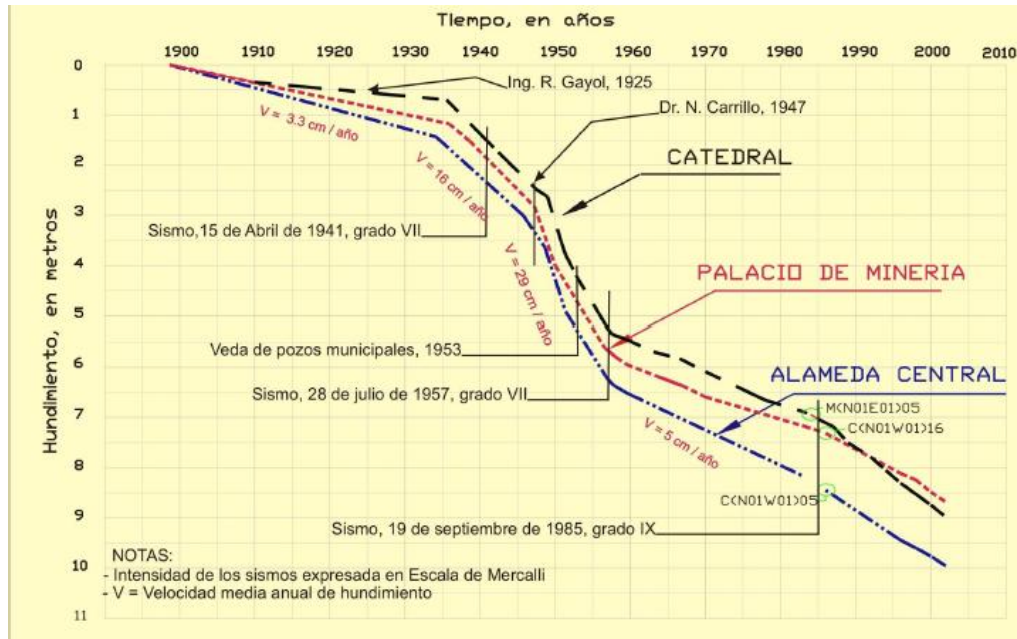 Tiempo, en años
1900 1910 1920 1930 1940 1950 1960 1970 1980 1990 2000 2010
Hundimiento, en metros
0
1
2
3
4
5
6
7
8
9
10
11
Ing. R. Gayol, 1925
Dr. N. Carrillo, 1947
CATEDRAL
V = 3.3 cm / año
V = 16 cm / año
Sismo,15 de Abril de 1941, grado VII
V = 29 cm / año
PALACIO DE MINERIA
Veda de pozos municipales, 1953
ALAMEDA CENTRAL
Sismo, 28 de julio de 1957, grado VII
M(N01E01)05
C(N01W01)16
V = 5 cm / año
C(N01W01)05
Sismo, 19 de septiembre de 1985, grado IX
NOTAS:
- Intensidad de los sismos expresada en Escala de Mercalli
- V = Velocidad media anual de hundimiento